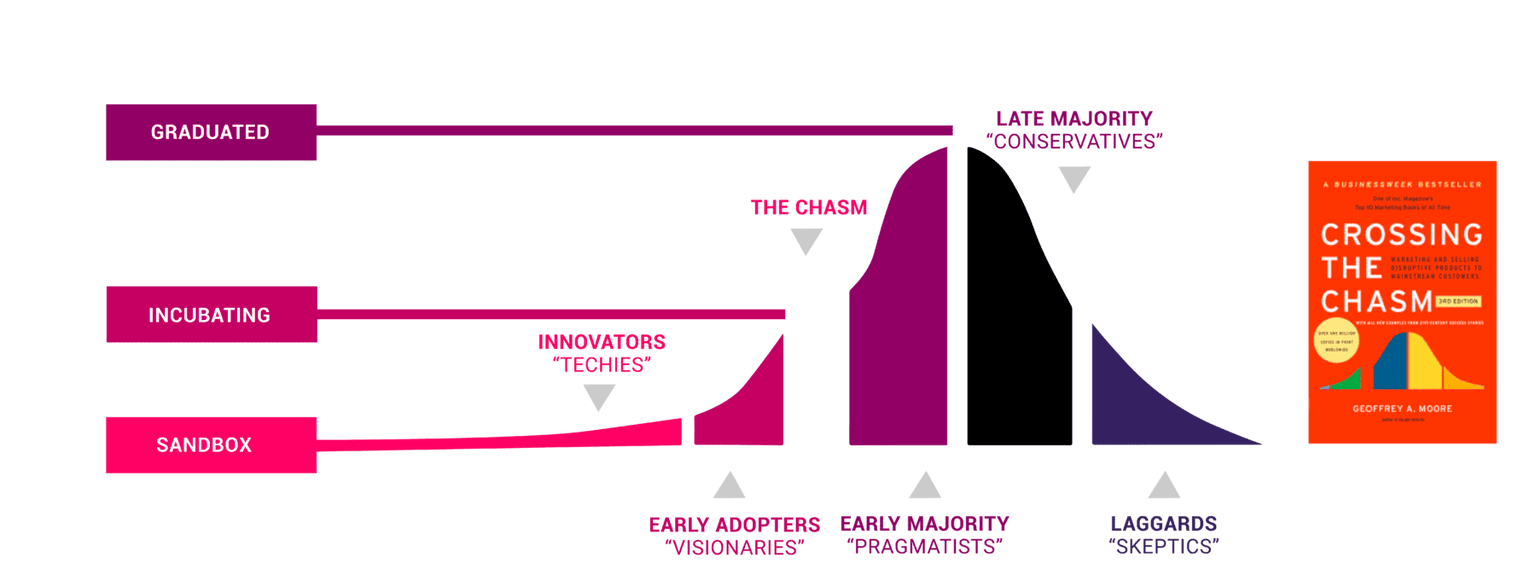 GRADUATED
LATE MAJORITY
“CONSERVATIVES”
THE CHASM
INCUBATING
INNOVATORS
“TECHIES”
SANDBOX
EARLY ADOPTERS
“VISIONARIES”
EARLY MAJORITY
“PRAGMATISTS”
LAGGARDS
“SKEPTICS”
A BUSINESSWEEK BESTSELLER
One of Inc. Magazine's
Top 10 Marketing Books of All Time
CROSSING
THE
MARKETING AND SELLING
DISRUPTIVE PRODUCTS TO
MAINSTREAM CUSTOMERS
CHASM
3RD EDITION
WITH ALL NEW EXAMPLES FROM 21ST-CENTURY SUCCESS STORIES
OVER ONE MILLION
COPIES IN PRINT
WORLDWIDE
GEOFFREY A. MOORE